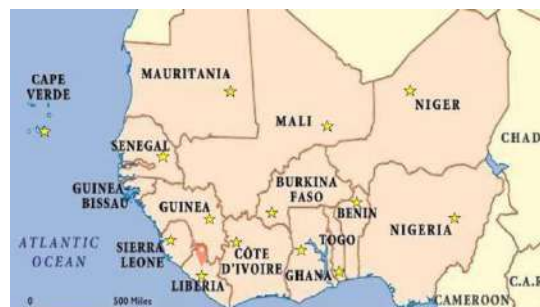 CAPE
VERDE
MAURITANIA
MALI
NIGER
CHAD
SENEGAL
GUINEA-
BISSAU
GUINEA
BURKINA
FASO
BENIN
NIGERIA
TOGO
SIERRA
LEONE
CÔTE
D'IVOIRE
GHANA
LIBERIA
ATLANTIC
OCEAN
CAMEROON
C.A.R
0 500 Miles